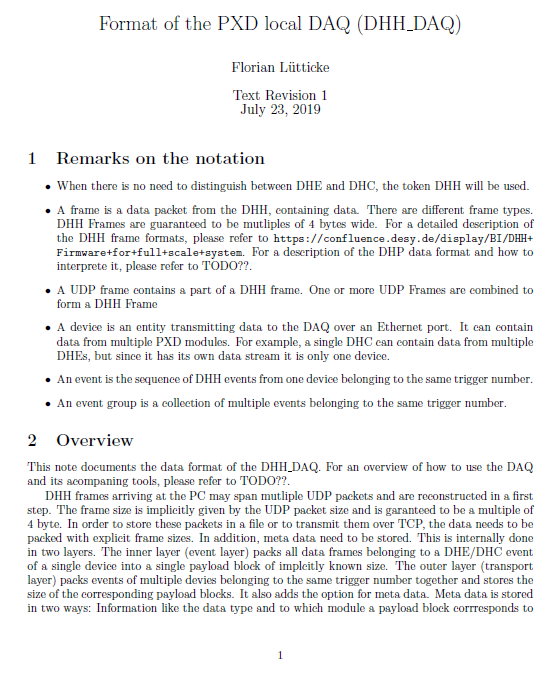 Format of the PXD local DAQ (DHH_DAQ)
Florian Lütticke
Text Revision 1
July 23, 2019
1 Remarks on the notation
• When there is no need to distinguish between DHE and DHC, the token DHH will be used.
• A frame is a data packet from the DHH, containing data. There are different frame types.
DHH Frames are guaranteed to be mutliples of 4 bytes wide. For a detailed description of
the DHH frame formats, please refer to https://confluence.desy.de/display/BI/DHH+
Firmware+for+full+scale+system. For a description of the DHP data format and how to
interprete it, please refer to TODO??.
• A UDP frame contains a part of a DHH frame. One or more UDP Frames are combined to
form a DHH Frame
• A device is an entity transmitting data to the DAQ over an Ethernet port. It can contain
data from multiple PXD modules. For example, a single DHC can contain data from multiple
DHEs, but since it has its own data stream it is only one device.
• An event is the sequence of DHH events from one device belonging to the same trigger number.
• An event group is a collection of multiple events belonging to the same trigger number.
2 Overview
This note documents the data format of the DHH_DAQ. For an overview of how to use the DAQ
and its acompaning tools, please refer to TODO??.
DHH frames arriving at the PC may span mutliple UDP packets and are reconstructed in a first
step. The frame size is implicitly given by the UDP packet size and is garanteed to be a multiple of
4 byte. In order to store these packets in a file or to transmit them over TCP, the data needs to be
packed with explicit frame sizes. In addition, meta data need to be stored. This is internally done
in two layers. The inner layer (event layer) packs all data frames belonging to a DHE/DHC event
of a single device into a single payload block of implcitly known size. The outer layer (transport
layer) packs events of multiple devies belonging to the same trigger number together and stores the
size of the corresponding payload blocks. It also adds the option for meta data. Meta data is stored
in two ways: Information like the data type and to which module a payload block corrresponds to
1